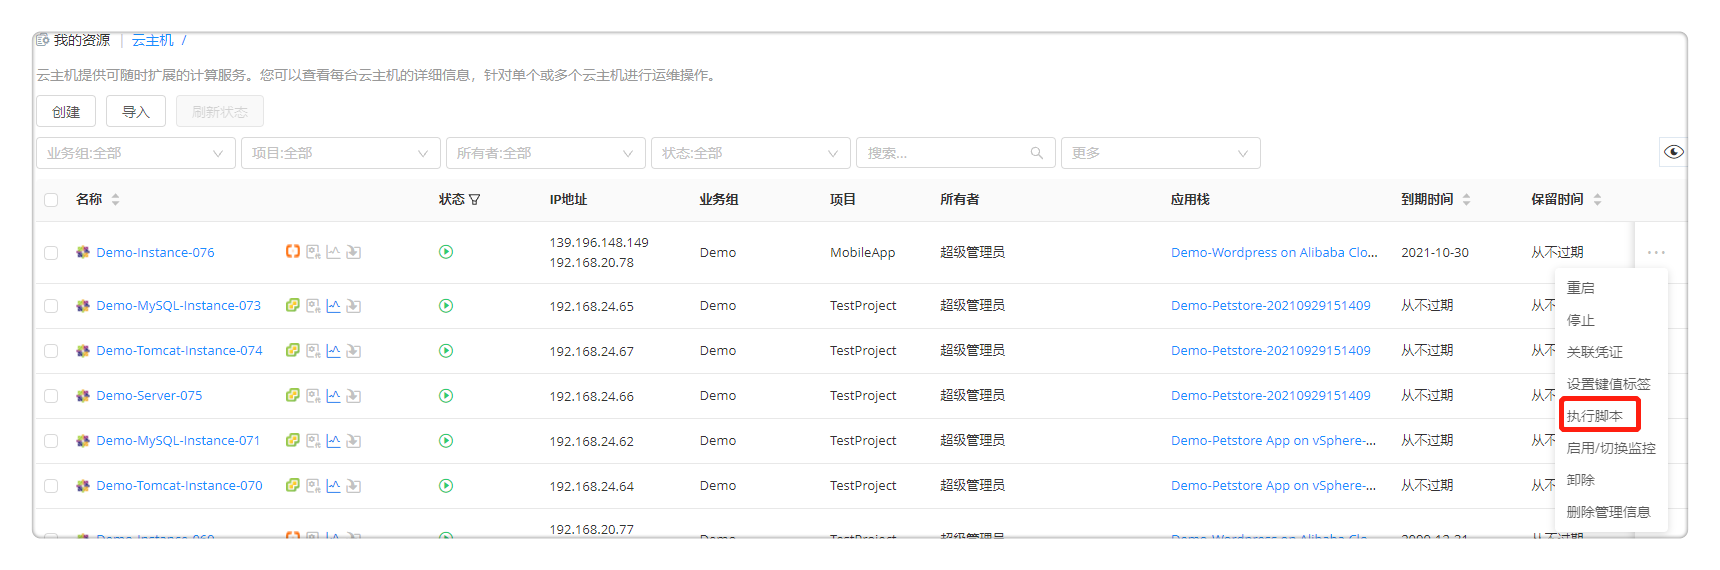 我的资源 | 云主机 /
云主机提供可随时扩展的计算服务。您可以查看每台云主机的详细信息，针对单个或多个云主机进行运维操作。
创建 导入 刷新状态
业务组:全部 项目:全部 所有者:全部 状态:全部 搜索... 更多
名称 状态 IP地址 业务组 项目 所有者 应用栈 到期时间 保留时间
Demo-Instance-076 139.196.148.149 Demo MobileApp 超级管理员 Demo-Wordpress on Alibaba Clo... 2021-10-30 从不过期 ...
192.168.20.78
重启
Demo-MySQL-Instance-073 192.168.24.65 Demo TestProject 超级管理员 Demo-Petstore-20210929151409 从不过期 从不
停止
Demo-Tomcat-Instance-074 192.168.24.67 Demo TestProject 超级管理员 Demo-Petstore-20210929151409 从不过期 从不
关联凭证
设置键值标签
Demo-Server-075 192.168.24.66 Demo TestProject 超级管理员 Demo-Petstore-20210929151409 从不过期 从不
执行脚本
Demo-MySQL-Instance-071 192.168.24.62 Demo TestProject 超级管理员 Demo-Petstore App on vSphere-... 从不过期 从不
启用/切换监控
Demo-Tomcat-Instance-070 192.168.24.64 Demo TestProject 超级管理员 Demo-Petstore App on vSphere-... 从不过期 从不
卸除
删除管理信息
192.168.20.77
Demo-Instance-069 Demo TestProject 超级管理员 Demo-Wordpress on Alibaba Clo... 从不过期